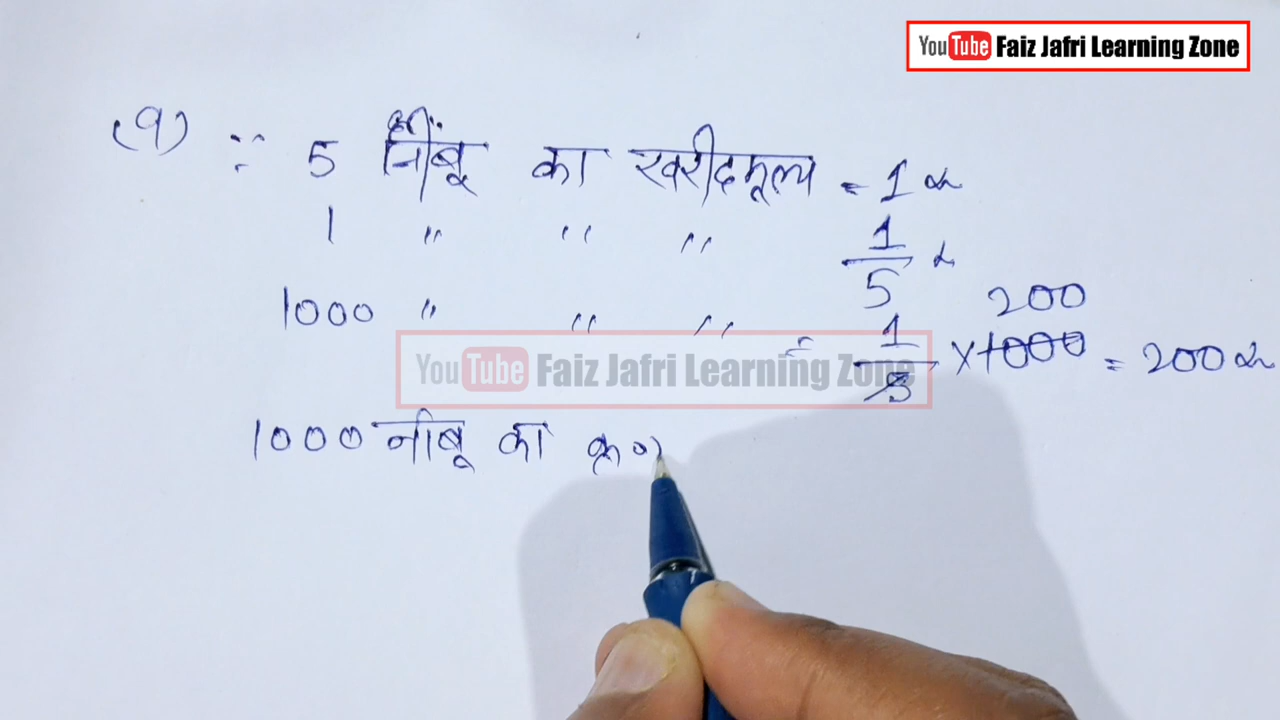 YouTube Faiz Jafri Learning Zone
(9) ∵ 5 नींबू का खरीदमूल्य = 1 रु
1 " " " 1/5 रु
1000 " " " = 1/5 × 1000 = 200 रु
200
YouTube Faiz Jafri Learning Zone
1000 नीबू का